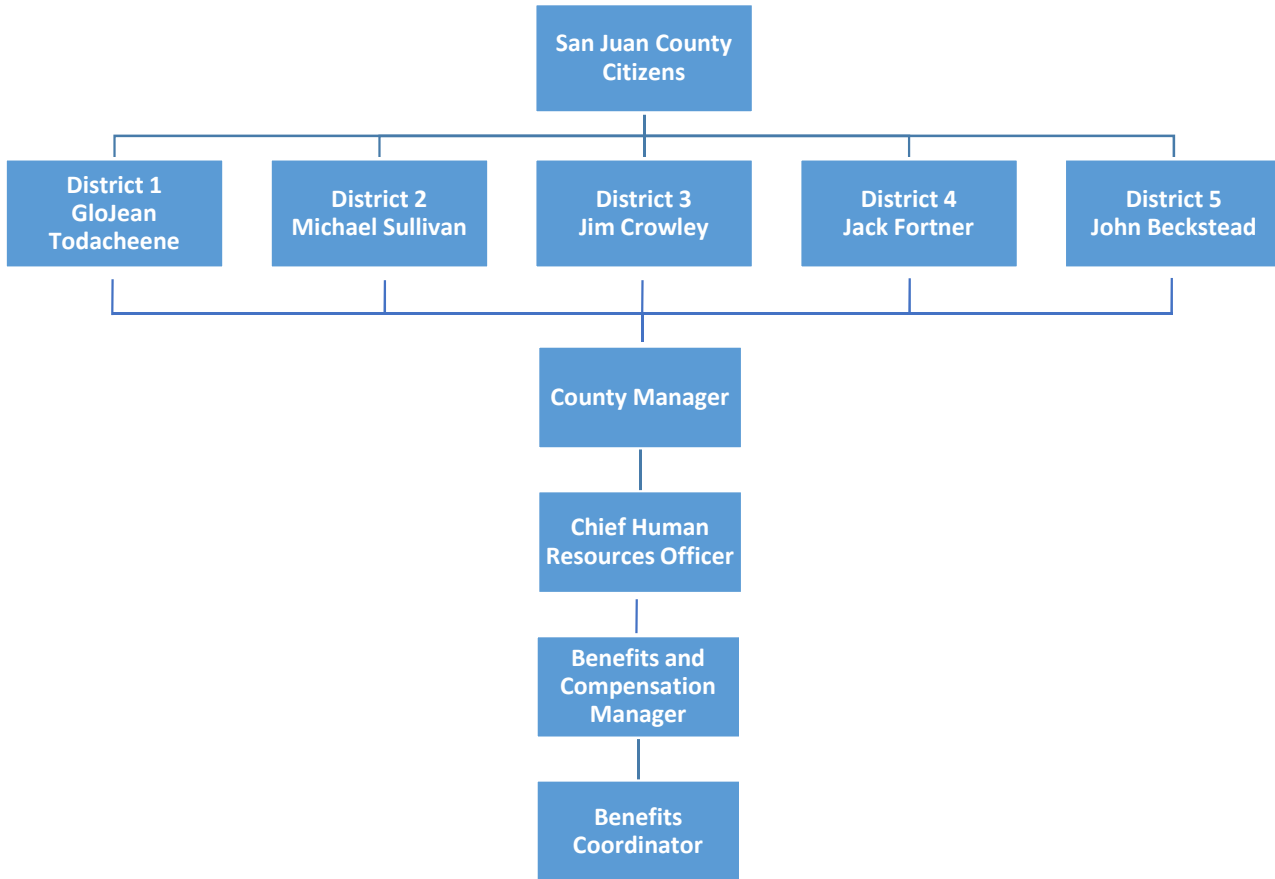 San Juan County
Citizens
District 1
GloJean
Todacheene
District 2
Michael Sullivan
District 3
Jim Crowley
District 4
Jack Fortner
District 5
John Beckstead
County Manager
Chief Human
Resources Officer
Benefits and
Compensation
Manager
Benefits
Coordinator